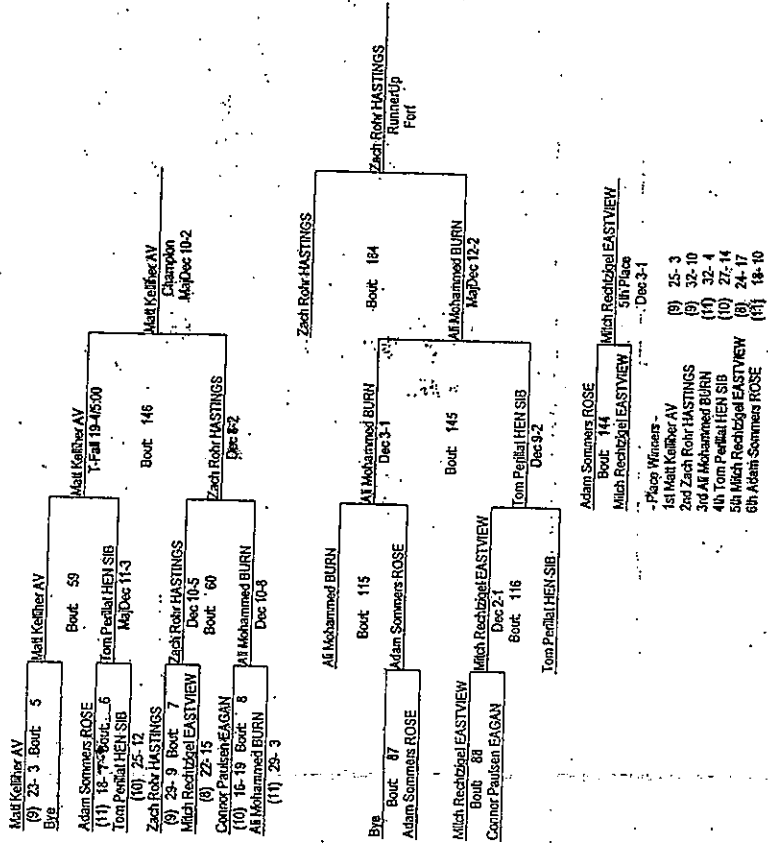 Matt Kelliher AV
(9) 23- 3 Bout: 5
Bye
Adam Sommers ROSE
(11) 18- 7 Bout: 6
Tom Perillat HEN SIB
(10) 25- 12
Zach Rohr HASTINGS
(9) 29- 9 Bout: 7
Mitch Rechtzigel EASTVIEW
(8) 22- 15
Connor Paulsen EAGAN
(10) 16- 19 Bout: 8
Ali Mohammed BURN
(11) 29- 3
Matt Kelliher AV
Bout: 59
Tom Perillat HEN SIB
MajDec 11-3
Zach Rohr HASTINGS
Dec 10-5
Bout: 60
Ali Mohammed BURN
Dec 10-8
Matt Kelliher AV
T-Fall 19-4/5:00
Bout: 146
Zach Rohr HASTINGS
Dec 8-2
Matt Kelliher AV
Champion
MajDec 10-2
Bye
Bout: 87
Adam Sommers ROSE
Mitch Rechtzigel EASTVIEW
Bout: 88
Connor Paulsen EAGAN
Ali Mohammed BURN
Bout: 115
Adam Sommers ROSE
Mitch Rechtzigel EASTVIEW
Dec 2-1
Bout: 116
Tom Perillat HEN SIB
Ali Mohammed BURN
Dec 3-1
Bout: 145
Tom Perillat HEN SIB
Dec 9-2
Zach Rohr HASTINGS
Bout: 184
Ali Mohammed BURN
MajDec 12-2
Zach Rohr HASTINGS
RunnerUp
Forf
Adam Sommers ROSE
Bout: 144
Mitch Rechtzigel EASTVIEW
Mitch Rechtzigel EASTVIEW
5th Place
Dec 3-1
- Place Winners -
1st Matt Kelliher AV (9) 25- 3
2nd Zach Rohr HASTINGS (9) 32- 10
3rd Ali Mohammed BURN (11) 32- 4
4th Tom Perillat HEN SIB (10) 27- 14
5th Mitch Rechtzigel EASTVIEW (8) 24- 17
6th Adam Sommers ROSE (11) 18- 10